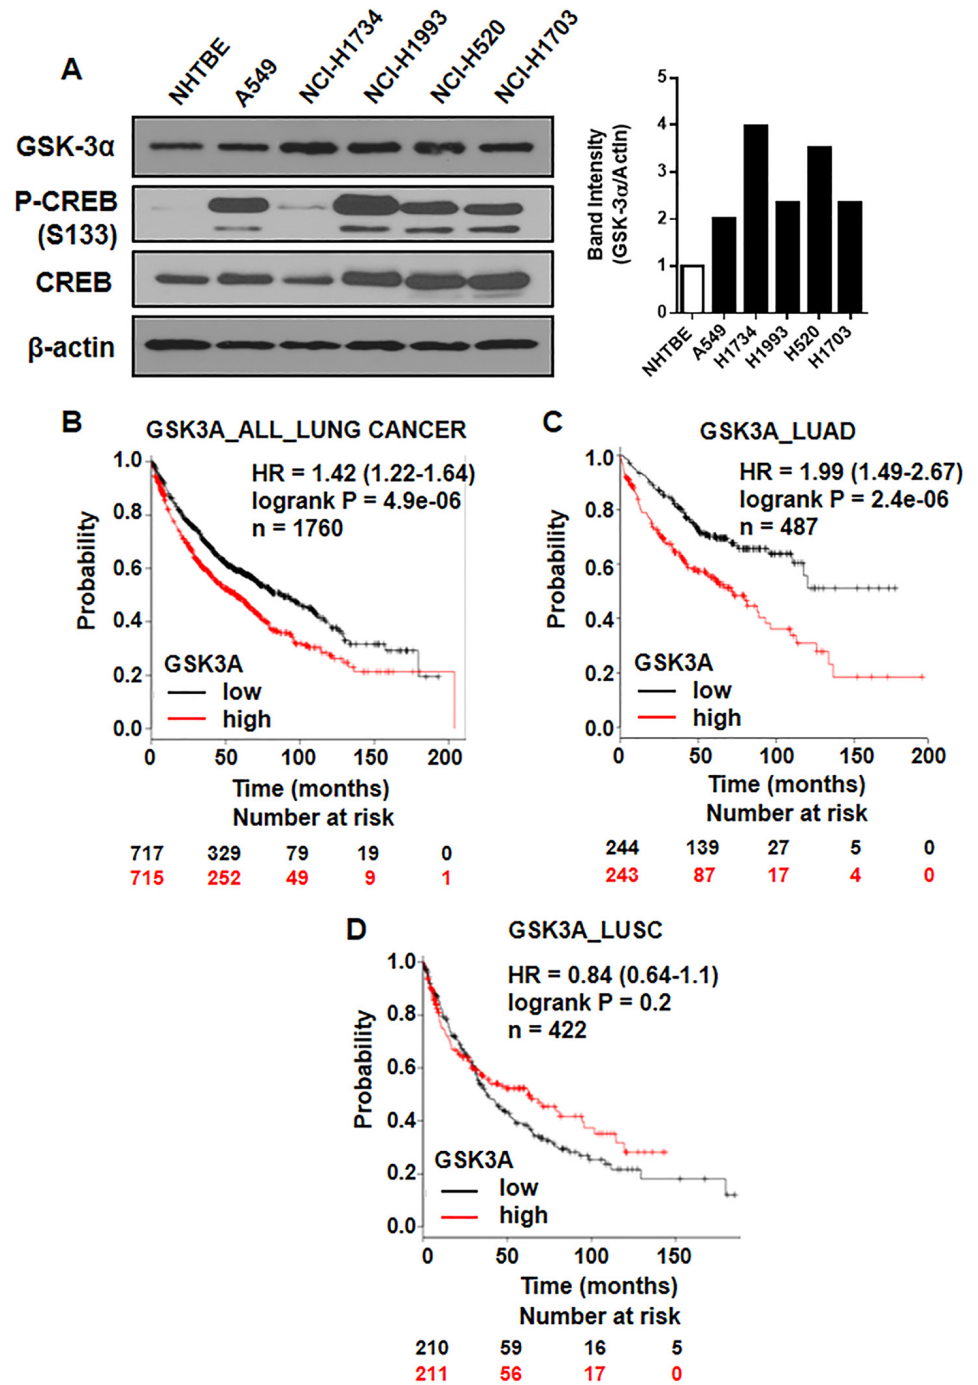 A
NHTBE
A549
NCI-H1734
NCI-H1993
NCI-H520
NCI-H1703
GSK-3α
P-CREB
(S133)
CREB
β-actin
Band Intensity
(GSK-3α/Actin)
5
4
3
2
1
0
NHTBE
A549
H1734
H1993
H520
H1703
B
GSK3A_ALL_LUNG CANCER
HR = 1.42 (1.22-1.64)
logrank P = 4.9e-06
n = 1760
Probability
1.0
0.8
0.6
0.4
0.2
0.0
GSK3A
low
high
0 50 100 150 200
Time (months)
Number at risk
717 329 79 19 0
715 252 49 9 1
C
GSK3A_LUAD
HR = 1.99 (1.49-2.67)
logrank P = 2.4e-06
n = 487
Probability
1.0
0.8
0.6
0.4
0.2
0.0
GSK3A
low
high
0 50 100 150 200
Time (months)
Number at risk
244 139 27 5 0
243 87 17 4 0
D
GSK3A_LUSC
HR = 0.84 (0.64-1.1)
logrank P = 0.2
n = 422
Probability
1.0
0.8
0.6
0.4
0.2
0.0
GSK3A
low
high
0 50 100 150
Time (months)
Number at risk
210 59 16 5
211 56 17 0